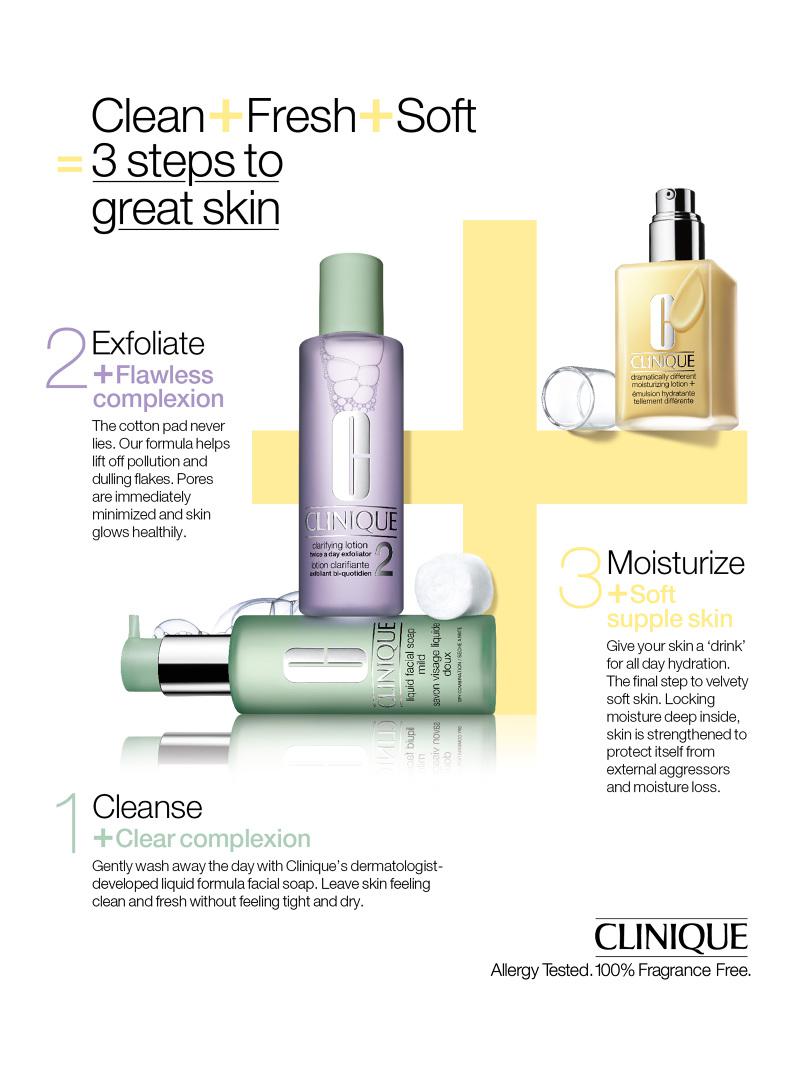 Clean+Fresh+Soft
= 3 steps to
great skin
2 Exfoliate
+Flawless
complexion
The cotton pad never
lies. Our formula helps
lift off pollution and
dulling flakes. Pores
are immediately
minimized and skin
glows healthily.
CLINIQUE
clarifying lotion
twice a day exfoliator
lotion clarifiante
exfoliant bi-quotidien
2
CLINIQUE
dramatically different
moisturizing lotion +
émulsion hydratante
tellement différente
CLINIQUE
liquid facial soap
mild
savon visage liquide
doux
3 Moisturize
+Soft
supple skin
Give your skin a ‘drink’
for all day hydration.
The final step to velvety
soft skin. Locking
moisture deep inside,
skin is strengthened to
protect itself from
external aggressors
and moisture loss.
1 Cleanse
+Clear complexion
Gently wash away the day with Clinique’s dermatologist-
developed liquid formula facial soap. Leave skin feeling
clean and fresh without feeling tight and dry.
CLINIQUE
Allergy Tested. 100% Fragrance Free.